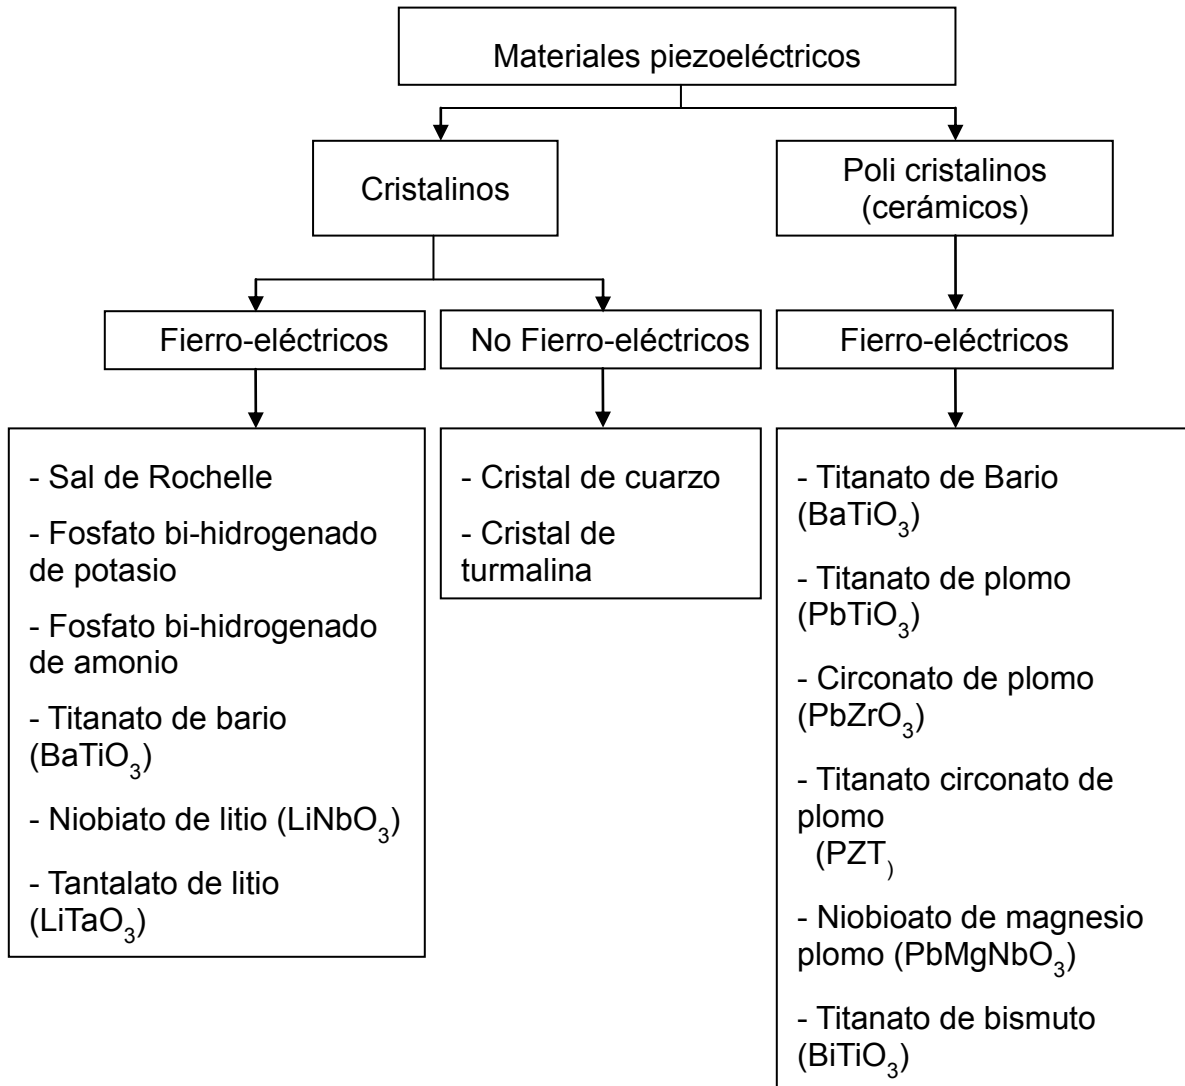 Materiales piezoeléctricos
Cristalinos
Poli cristalinos
(cerámicos)
Fierro-eléctricos
No Fierro-eléctricos
Fierro-eléctricos
- Sal de Rochelle
- Fosfato bi-hidrogenado
de potasio
- Fosfato bi-hidrogenado
de amonio
- Titanato de bario
(BaTiO₃)
- Niobiato de litio (LiNbO₃)
- Tantalato de litio
(LiTaO₃)
- Cristal de cuarzo
- Cristal de
turmalina
- Titanato de Bario
(BaTiO₃)
- Titanato de plomo
(PbTiO₃)
- Circonato de plomo
(PbZrO₃)
- Titanato circonato de
plomo
(PZT₎
- Niobioato de magnesio
plomo (PbMgNbO₃)
- Titanato de bismuto
(BiTiO₃)